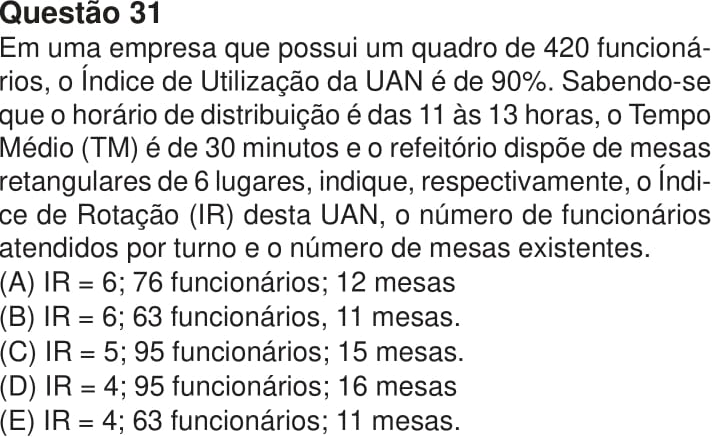 Questão 31
Em uma empresa que possui um quadro de 420 funcioná-
rios, o Índice de Utilização da UAN é de 90%. Sabendo-se
que o horário de distribuição é das 11 às 13 horas, o Tempo
Médio (TM) é de 30 minutos e o refeitório dispõe de mesas
retangulares de 6 lugares, indique, respectivamente, o Índi-
ce de Rotação (IR) desta UAN, o número de funcionários
atendidos por turno e o número de mesas existentes.
(A) IR = 6; 76 funcionários; 12 mesas
(B) IR = 6; 63 funcionários, 11 mesas.
(C) IR = 5; 95 funcionários; 15 mesas.
(D) IR = 4; 95 funcionários; 16 mesas
(E) IR = 4; 63 funcionários; 11 mesas.